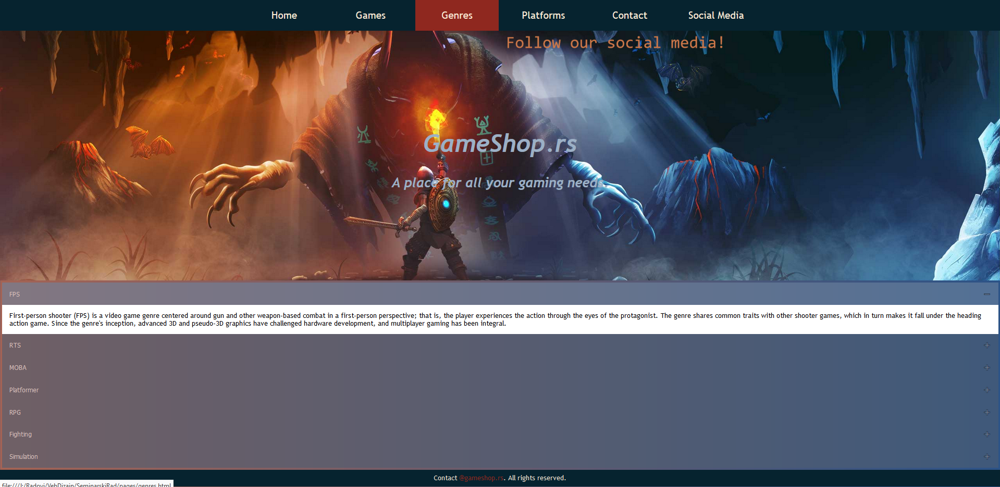 Home Games Genres Platforms Contact Social Media
Follow our social media!
GameShop.rs
A place for all your gaming needs.
FPS
First-person shooter (FPS) is a video game genre centered around gun and other weapon-based combat in a first-person perspective; that is, the player experiences the action through the eyes of the protagonist. The genre shares common traits with other shooter games, which in turn makes it fall under the heading
action game. Since the genre's inception, advanced 3D and pseudo-3D graphics have challenged hardware development, and multiplayer gaming has been integral.
RTS
MOBA
Platformer
RPG
Fighting
Simulation
Contact @gameshop.rs. All rights reserved.
file:///J:/Radovi/VebDizajn/SeminarskiRad/pages/genres.html